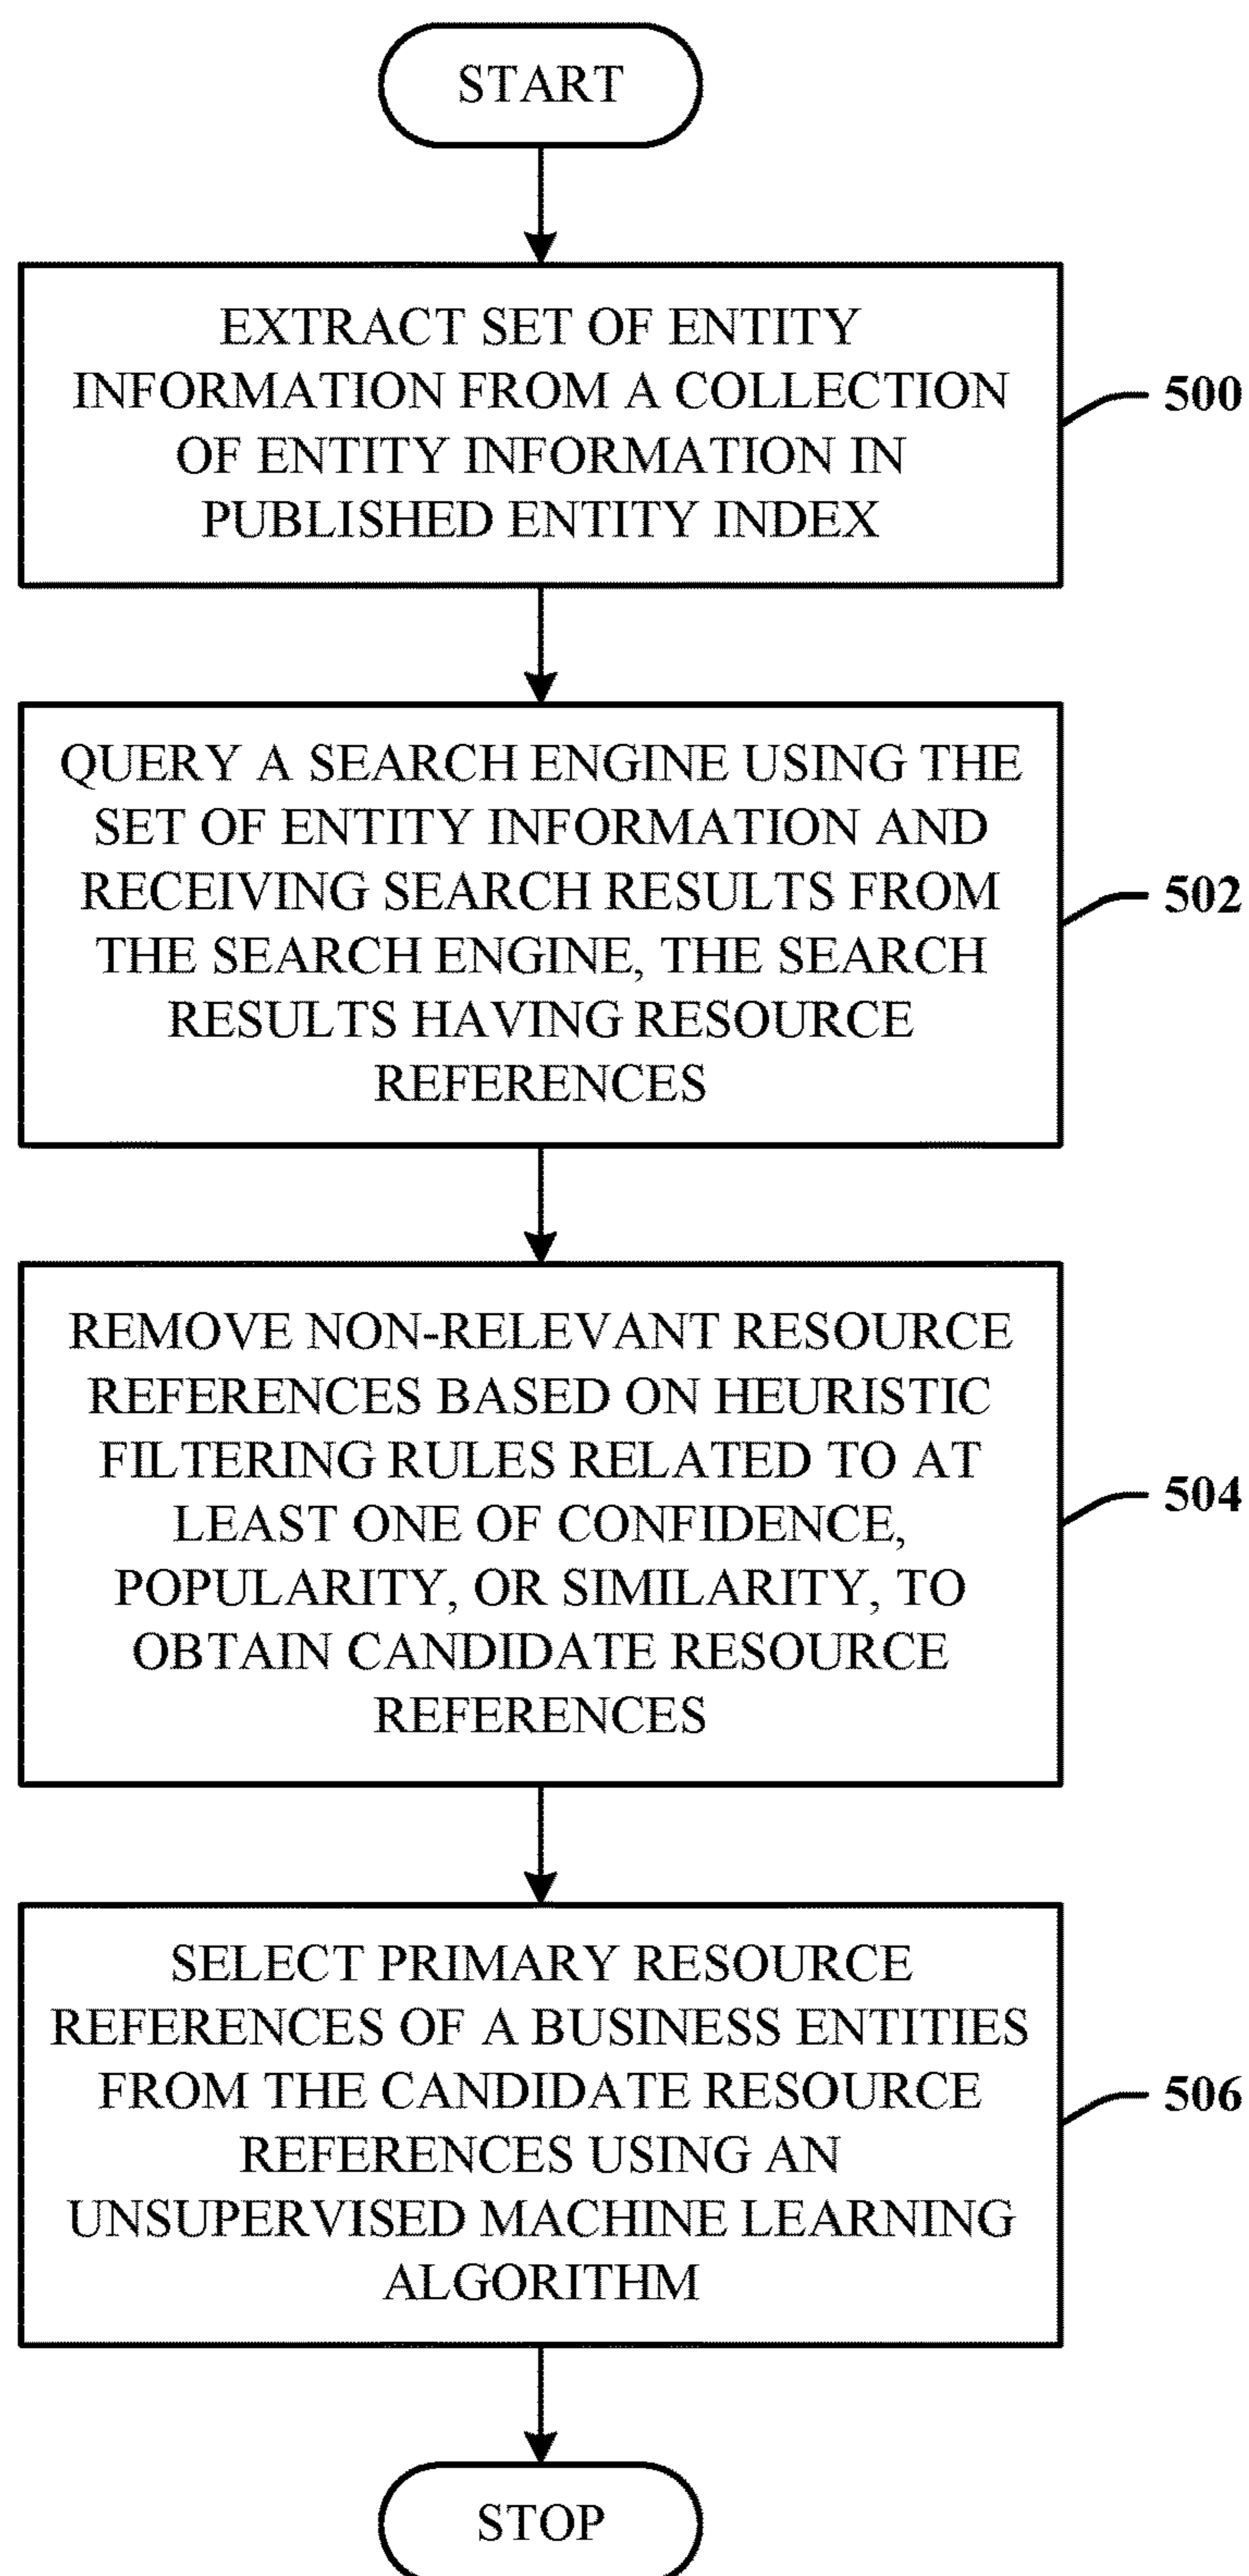 START
EXTRACT SET OF ENTITY
INFORMATION FROM A COLLECTION
OF ENTITY INFORMATION IN
PUBLISHED ENTITY INDEX
500
QUERY A SEARCH ENGINE USING THE
SET OF ENTITY INFORMATION AND
RECEIVING SEARCH RESULTS FROM
THE SEARCH ENGINE, THE SEARCH
RESULTS HAVING RESOURCE
REFERENCES
502
REMOVE NON-RELEVANT RESOURCE
REFERENCES BASED ON HEURISTIC
FILTERING RULES RELATED TO AT
LEAST ONE OF CONFIDENCE,
POPULARITY, OR SIMILARITY, TO
OBTAIN CANDIDATE RESOURCE
REFERENCES
504
SELECT PRIMARY RESOURCE
REFERENCES OF A BUSINESS ENTITIES
FROM THE CANDIDATE RESOURCE
REFERENCES USING AN
UNSUPERVISED MACHINE LEARNING
ALGORITHM
506
STOP